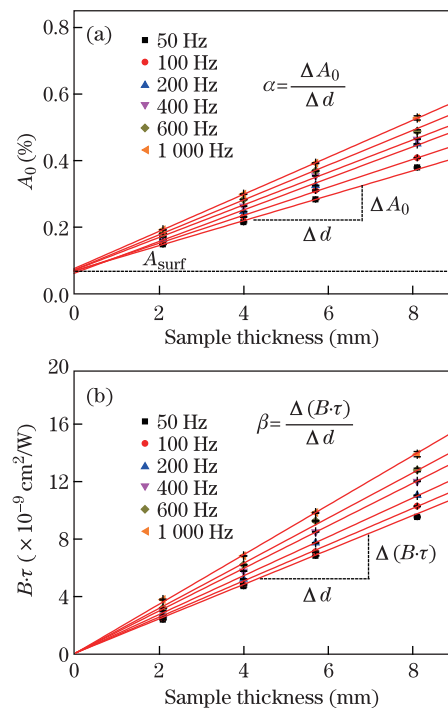 (a)
50 Hz
100 Hz
200 Hz
400 Hz
600 Hz
1 000 Hz
α=ΔA₀/Δd
ΔA₀
Δd
A_surf
0.8
0.6
0.4
0.2
0.0
A₀ (%)
0 2 4 6 8
Sample thickness (mm)
(b)
50 Hz
100 Hz
200 Hz
400 Hz
600 Hz
1 000 Hz
β=Δ(B·τ)/Δd
Δ(B·τ)
Δd
20
16
12
8
4
0
B·τ (×10⁻⁹ cm²/W)
0 2 4 6 8
Sample thickness (mm)